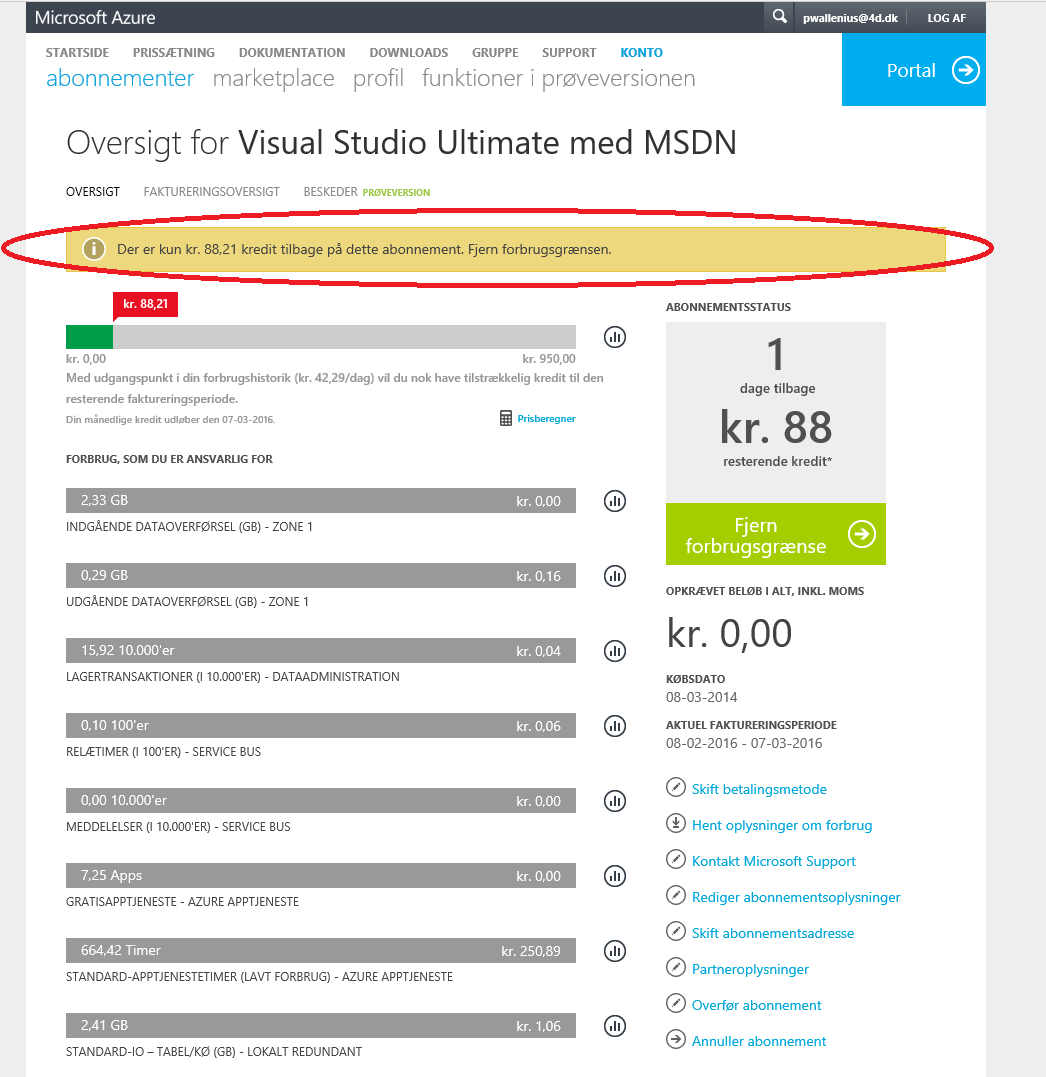 Microsoft Azure
pwallenius@4d.dk
LOG AF
STARTSIDE PRISSÆTNING DOKUMENTATION DOWNLOADS GRUPPE SUPPORT KONTO
abonnementer marketplace profil funktioner i prøveversionen
Portal
Oversigt for Visual Studio Ultimate med MSDN
OVERSIGT FAKTURERINGSOVERSIGT BESKEDER PRØVEVERSION
Der er kun kr. 88,21 kredit tilbage på dette abonnement. Fjern forbrugsgrænsen.
kr. 88,21
kr. 0,00 kr. 950,00
Med udgangspunkt i din forbrugshistorik (kr. 42,29/dag) vil du nok have tilstrækkelig kredit til den
resterende faktureringsperiode.
Din månedlige kredit udløber den 07-03-2016.
Prisberegner
FORBRUG, SOM DU ER ANSVARLIG FOR
2,33 GB kr. 0,00
INDGÅENDE DATAOVERFØRSEL (GB) - ZONE 1
0,29 GB kr. 0,16
UDGÅENDE DATAOVERFØRSEL (GB) - ZONE 1
15,92 10.000'er kr. 0,04
LAGERTRANSAKTIONER (I 10.000'ER) - DATAADMINISTRATION
0,10 100'er kr. 0,06
RELÆTIMER (I 100'ER) - SERVICE BUS
0,00 10.000'er kr. 0,00
MEDDELELSER (I 10.000'ER) - SERVICE BUS
7,25 Apps kr. 0,00
GRATISAPPTJENESTE - AZURE APPTJENESTE
664,42 Timer kr. 250,89
STANDARD-APPTJENESTETIMER (LAVT FORBRUG) - AZURE APPTJENESTE
2,41 GB kr. 1,06
STANDARD-IO – TABEL/KØ (GB) - LOKALT REDUNDANT
ABONNEMENTSSTATUS
1
dage tilbage
kr. 88
resterende kredit*
Fjern
forbrugsgrænse
OPKRÆVET BELØB I ALT, INKL. MOMS
kr. 0,00
KØBSDATO
08-03-2014
AKTUEL FAKTURERINGSPERIODE
08-02-2016 - 07-03-2016
Skift betalingsmetode
Hent oplysninger om forbrug
Kontakt Microsoft Support
Rediger abonnementsoplysninger
Skift abonnementsadresse
Partneroplysninger
Overfør abonnement
Annuller abonnement